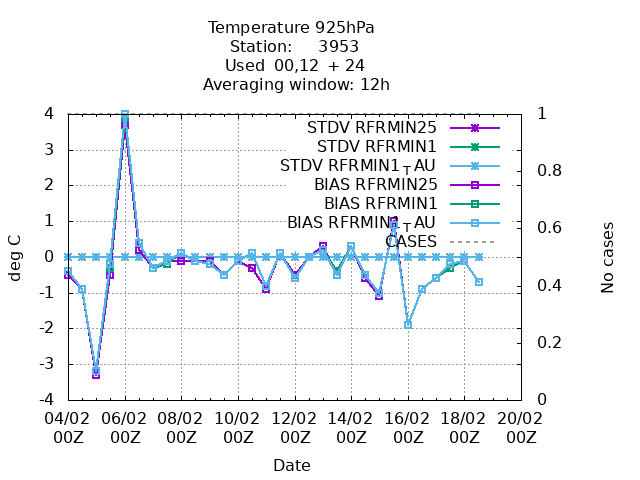 Temperature 925hPa
Station: 3953
Used 00,12 + 24
Averaging window: 12h
STDV RFRMIN25
STDV RFRMIN1
STDV RFRMIN1_TAU
BIAS RFRMIN25
BIAS RFRMIN1
BIAS RFRMIN1_TAU
CASES
4
3
2
1
0
-1
-2
-3
-4
deg C
1
0.8
0.6
0.4
0.2
0
No cases
04/02 06/02 08/02 10/02 12/02 14/02 16/02 18/02 20/02
00Z 00Z 00Z 00Z 00Z 00Z 00Z 00Z 00Z
Date